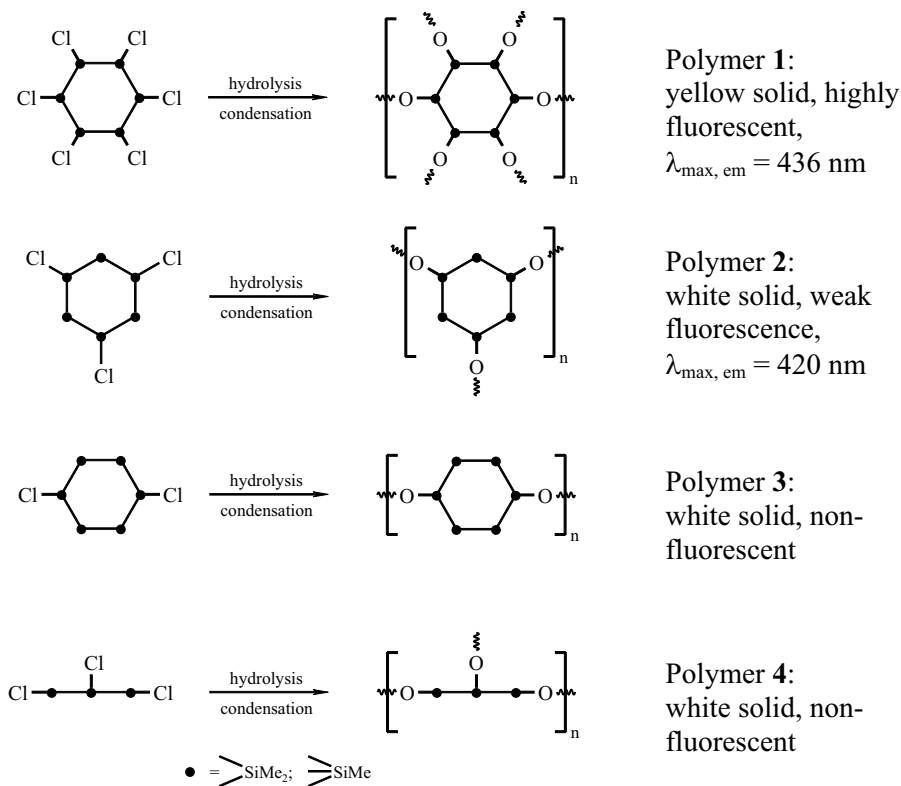 Cl Cl
Cl Cl
Cl Cl
hydrolysis
condensation
O O
O O
O O
n
Polymer 1:
yellow solid, highly
fluorescent,
λmax, em = 436 nm
Cl Cl
Cl
hydrolysis
condensation
O O
O
n
Polymer 2:
white solid, weak
fluorescence,
λmax, em = 420 nm
Cl Cl
hydrolysis
condensation
O O
n
Polymer 3:
white solid, non-
fluorescent
Cl
Cl Cl
hydrolysis
condensation
O
O O
n
Polymer 4:
white solid, non-
fluorescent
● = SiMe2; SiMe